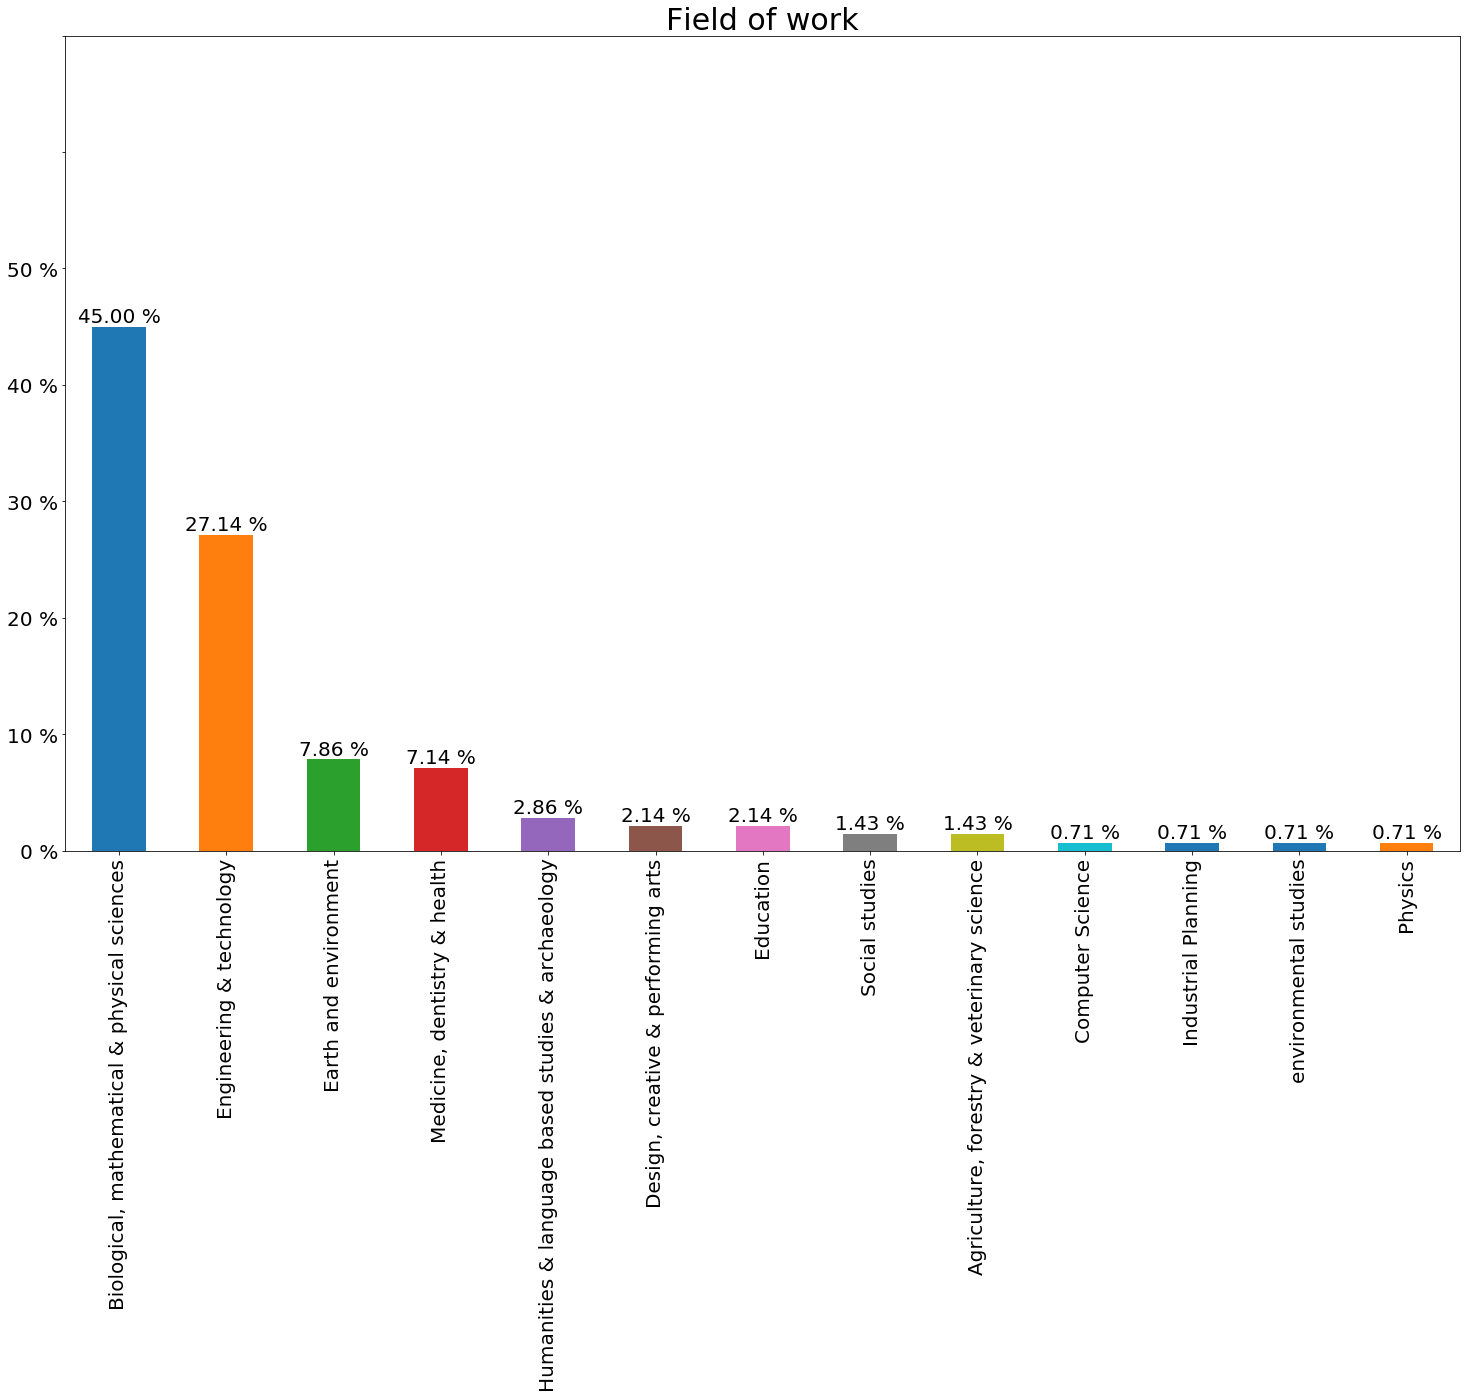 Field of work
50 %
40 %
30 %
20 %
10 %
0 %
45.00 %
27.14 %
7.86 %
7.14 %
2.86 %
2.14 %
2.14 %
1.43 %
1.43 %
0.71 %
0.71 %
0.71 %
0.71 %
Biological, mathematical & physical sciences
Engineering & technology
Earth and environment
Medicine, dentistry & health
Humanities & language based studies & archaeology
Design, creative & performing arts
Education
Social studies
Agriculture, forestry & veterinary science
Computer Science
Industrial Planning
environmental studies
Physics